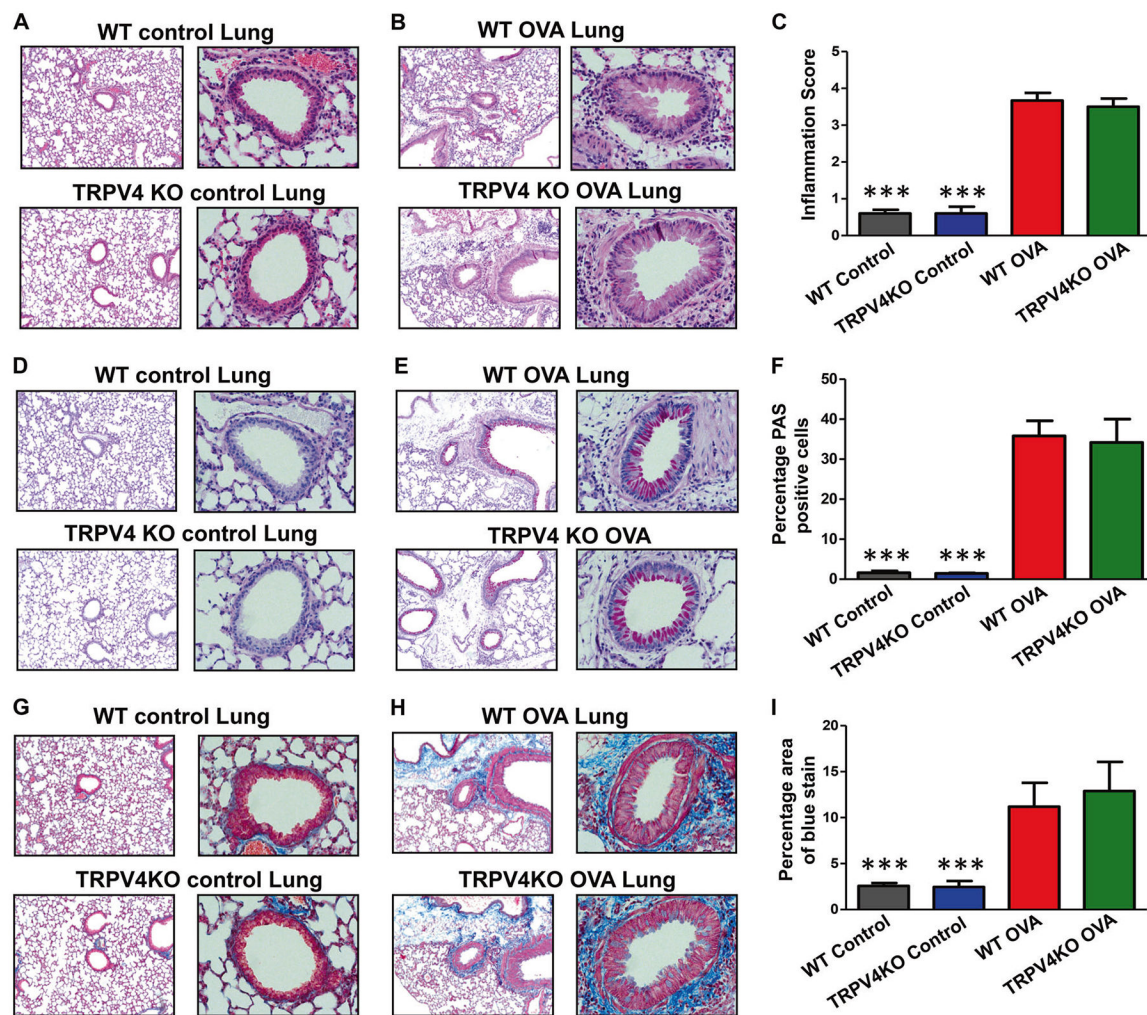 A
WT control Lung
TRPV4 KO control Lung
B
WT OVA Lung
TRPV4 KO OVA Lung
C
Inflammation Score
5
4
3
2
1
0
***
***
WT Control
TRPV4KO Control
WT OVA
TRPV4KO OVA
D
WT control Lung
TRPV4 KO control Lung
E
WT OVA Lung
TRPV4 KO OVA
F
Percentage PAS
positive cells
50
40
30
20
10
0
***
***
WT Control
TRPV4KO Control
WT OVA
TRPV4KO OVA
G
WT control Lung
TRPV4KO control Lung
H
WT OVA Lung
TRPV4KO OVA Lung
I
Percentage area
of blue stain
20
15
10
5
0
***
***
WT Control
TRPV4KO Control
WT OVA
TRPV4KO OVA